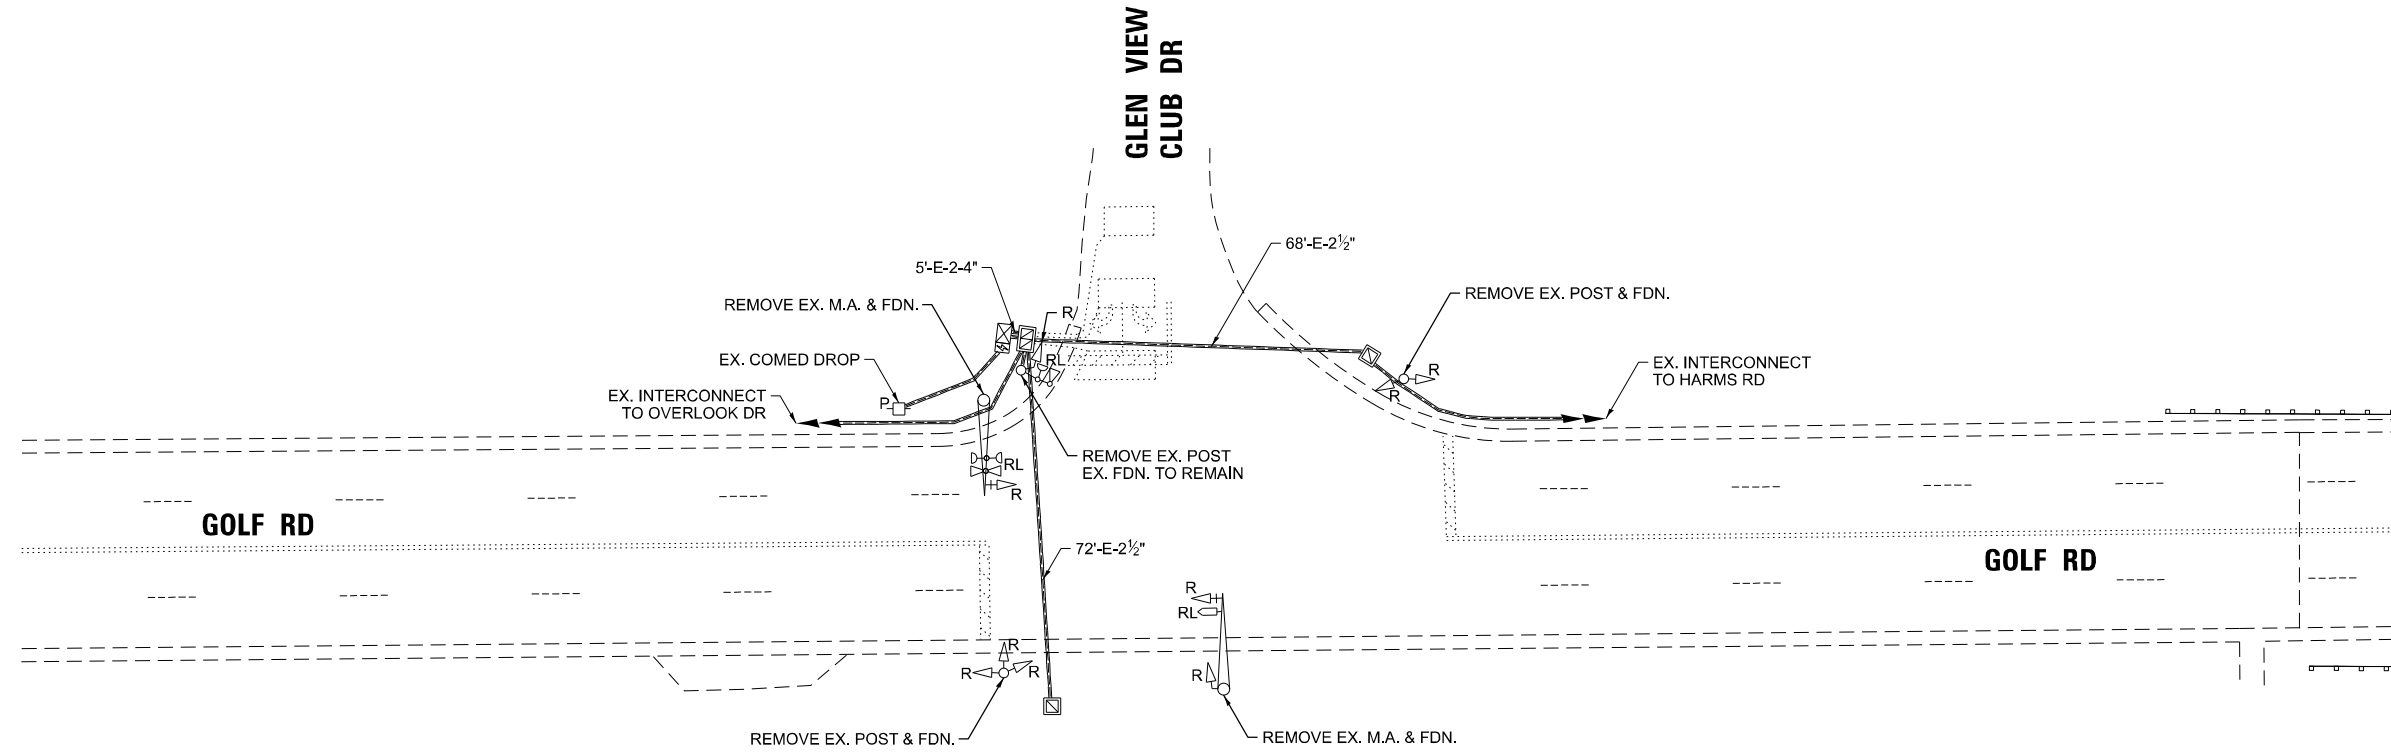 GLEN VIEW
CLUB DR
68'-E-2½"
5'-E-2-4"
REMOVE EX. M.A. & FDN.
REMOVE EX. POST & FDN.
R
EX. COMED DROP
RL
R
EX. INTERCONNECT
TO HARMS RD
R
P
EX. INTERCONNECT
TO OVERLOOK DR
REMOVE EX. POST
EX. FDN. TO REMAIN
RL
R
GOLF RD
72'-E-2½"
GOLF RD
R
RL
R
R
R
R
REMOVE EX. POST & FDN.
REMOVE EX. M.A. & FDN.